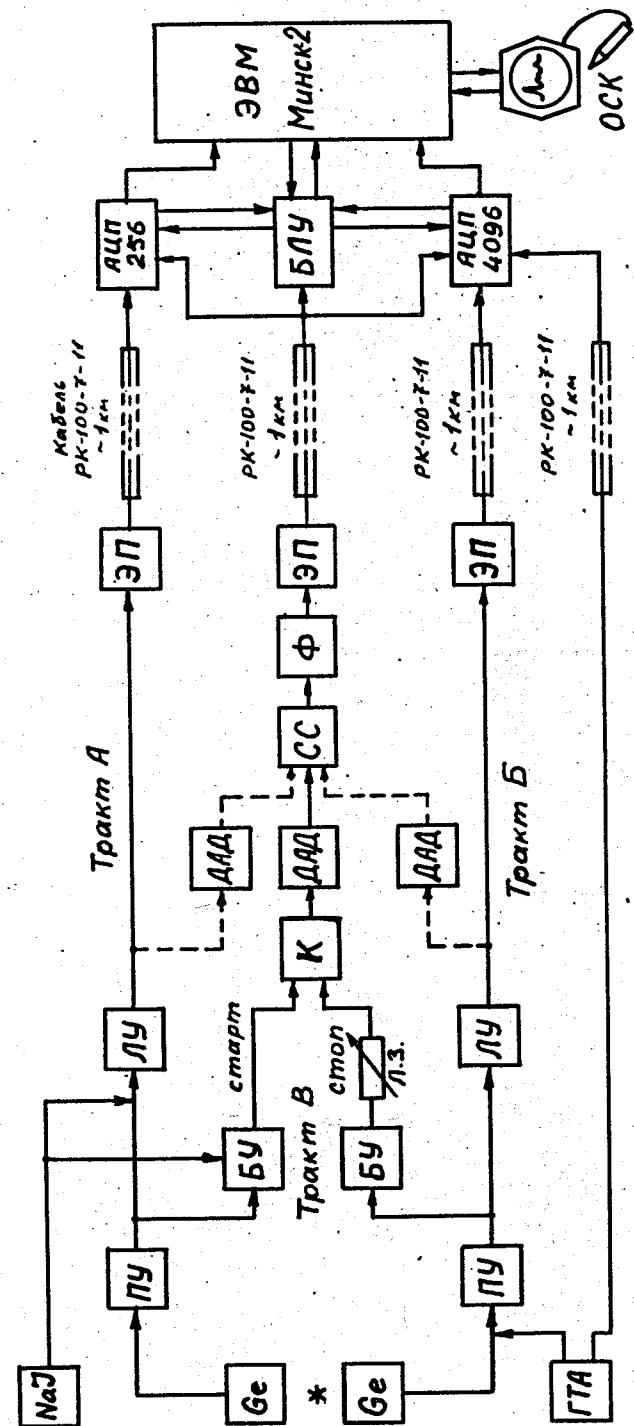 NaJ
Ge
*
Ge
ГТА
ПУ
ПУ
БУ
БУ
Тракт В
старт
стоп
Л.З.
ЛУ
ЛУ
К
ДАД
ДАД
ДАД
Тракт А
Тракт Б
СС
Ф
ЭП
ЭП
ЭП
Кабель
РК-100-7-11
~1км
РК-100-7-11
~1км
РК-100-7-11
~1км
РК-100-7-11
~1км
АЦП
256
БЛУ
АЦП
4096
ЭВМ
Минск-2
ОСК